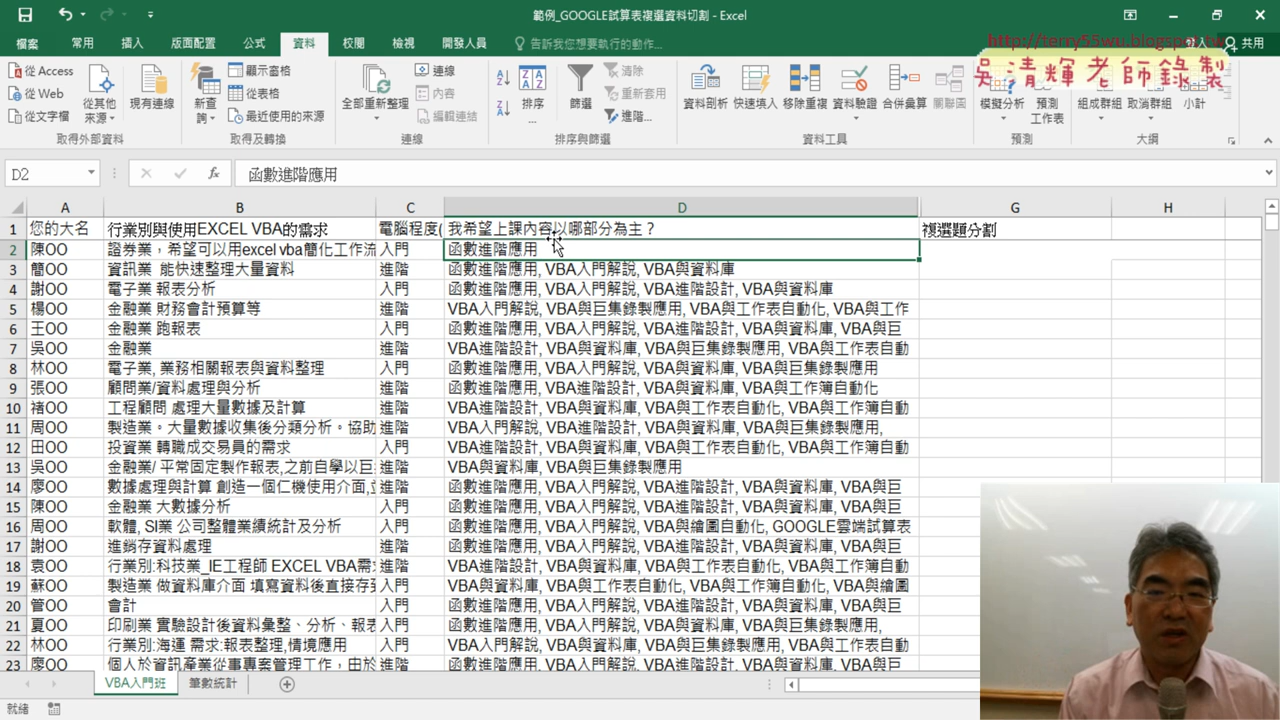 範例_GOOGLE試算表複選資料切割 - Excel
檔案 常用 插入 版面配置 公式 資料 校閱 檢視 開發人員 告訴我您想要執行的動作... 共用
http://terry55wu.blogspot.tw
吳清輝老師錄製
從 Access
從 Web
從文字檔
從其他來源
現有連線
取得外部資料
新查詢
顯示查詢
從表格
最近使用的來源
取得及轉換
全部重新整理
連線
內容
編輯連結
連線
排序...
篩選
清除
重新套用
進階...
排序與篩選
資料剖析 快速填入 移除重複 資料驗證 合併彙算 關聯圖
資料工具
模擬分析 預測工作表
預測
組成群組 取消群組 小計
大綱
D2 fx 函數進階應用
A B C D G H
1 您的大名 行業別與使用EXCEL VBA的需求 電腦程度( 我希望上課內容以哪部分為主？ 複選題分割
2 陳OO 證券業，希望可以用excel vba簡化工作流 入門 函數進階應用
3 簡OO 資訊業 能快速整理大量資料 進階 函數進階應用, VBA入門解說, VBA與資料庫
4 謝OO 電子業 報表分析 入門 函數進階應用, VBA入門解說, VBA進階設計, VBA與資料庫
5 楊OO 金融業 財務會計預算等 進階 VBA入門解說, VBA與巨集錄製應用, VBA與工作表自動化, VBA與工作
6 王OO 金融業 跑報表 入門 函數進階應用, VBA入門解說, VBA進階設計, VBA與資料庫, VBA與巨
7 吳OO 金融業 進階 VBA進階設計, VBA與資料庫, VBA與巨集錄製應用, VBA與工作表自動
8 林OO 電子業, 業務相關報表與資料整理 入門 函數進階應用, VBA入門解說, VBA與資料庫, VBA與巨集錄製應用
9 張OO 顧問業/資料處理與分析 進階 函數進階應用, VBA進階設計, VBA與資料庫, VBA與工作簿自動化
10 褚OO 工程顧問 處理大量數據及計算 入門 VBA進階設計, VBA與資料庫, VBA與工作表自動化, VBA與工作簿自動
11 周OO 製造業。大量數據收集後分類分析。協助 進階 VBA入門解說, VBA與資料庫, VBA與巨集錄製應用,
12 田OO 投資業 轉職成交易員的需求 入門 VBA進階設計, VBA與資料庫, VBA與工作表自動化, VBA與工作簿自動
13 吳OO 金融業/ 平常固定製作報表,之前自學以巨 進階 VBA與資料庫, VBA與巨集錄製應用
14 廖OO 數據處理與計算 創造一個仁機使用介面, 進階 函數進階應用, VBA入門解說, VBA進階設計, VBA與資料庫, VBA與巨
15 陳OO 金融業 大數據分析 入門 函數進階應用, VBA入門解說, VBA進階設計, VBA與資料庫, VBA與巨
16 周OO 軟體, SI業 公司整體業績統計及分析 入門 函數進階應用, VBA入門解說, VBA與繪圖自動化, GOOGLE雲端試算表
17 謝OO 進銷存資料處理 進階 函數進階應用, VBA入門解說, VBA進階設計, VBA與資料庫, VBA與巨
18 袁OO 行業別:科技業_IE工程師 EXCEL VBA需 進階 VBA進階設計, VBA與資料庫, VBA與巨集錄製應用, VBA與工作表自動
19 蘇OO 製造業 做資料庫介面 填寫資料後直接存到 入門 VBA與資料庫, VBA與工作表自動化, VBA與工作簿自動化, VBA與繪圖
20 管OO 會計 入門 函數進階應用, VBA入門解說, VBA進階設計, VBA與資料庫, VBA與巨
21 夏OO 印刷業 實驗設計後資料彙整、分析、報表 入門 函數進階應用, VBA入門解說, VBA與資料庫, VBA與巨集錄製應用,
22 林OO 行業別:海運 需求:報表整理,情境應用 入門 VBA入門解說, VBA與資料庫, VBA與巨集錄製應用, VBA與工作表自動
23 廖OO 個人於資訊產業從事專案管理工作，由於 進階 函數進階應用, VBA入門解說, VBA進階設計, VBA與資料庫, VBA與巨
VBA入門班 筆數統計
就緒